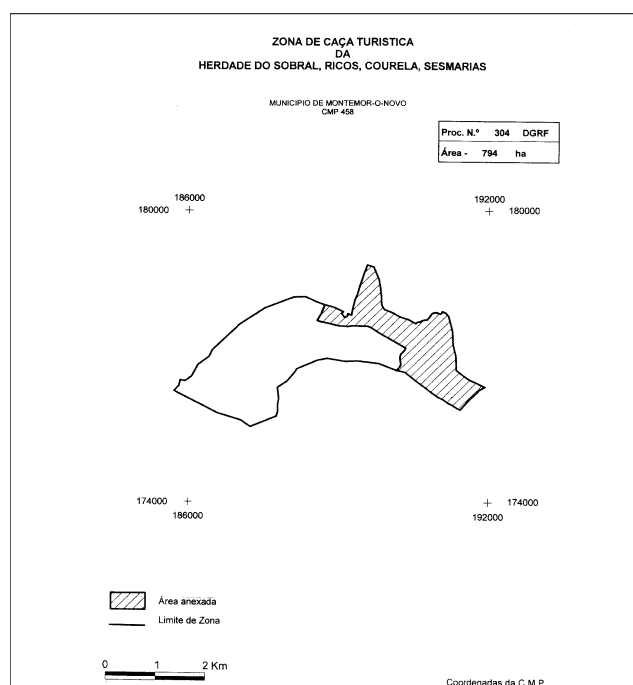 ZONA DE CAÇA TURISTICA
DA
HERDADE DO SOBRAL, RICOS, COURELA, SESMARIAS
MUNICIPIO DE MONTEMOR-O-NOVO
CMP 458
Proc. N.º 304 DGRF
Área - 794 ha
186000
180000
192000
180000
174000
186000
174000
192000
Área anexada
Limite de Zona
0 1 2 Km
Coordenadas da C.M.P.